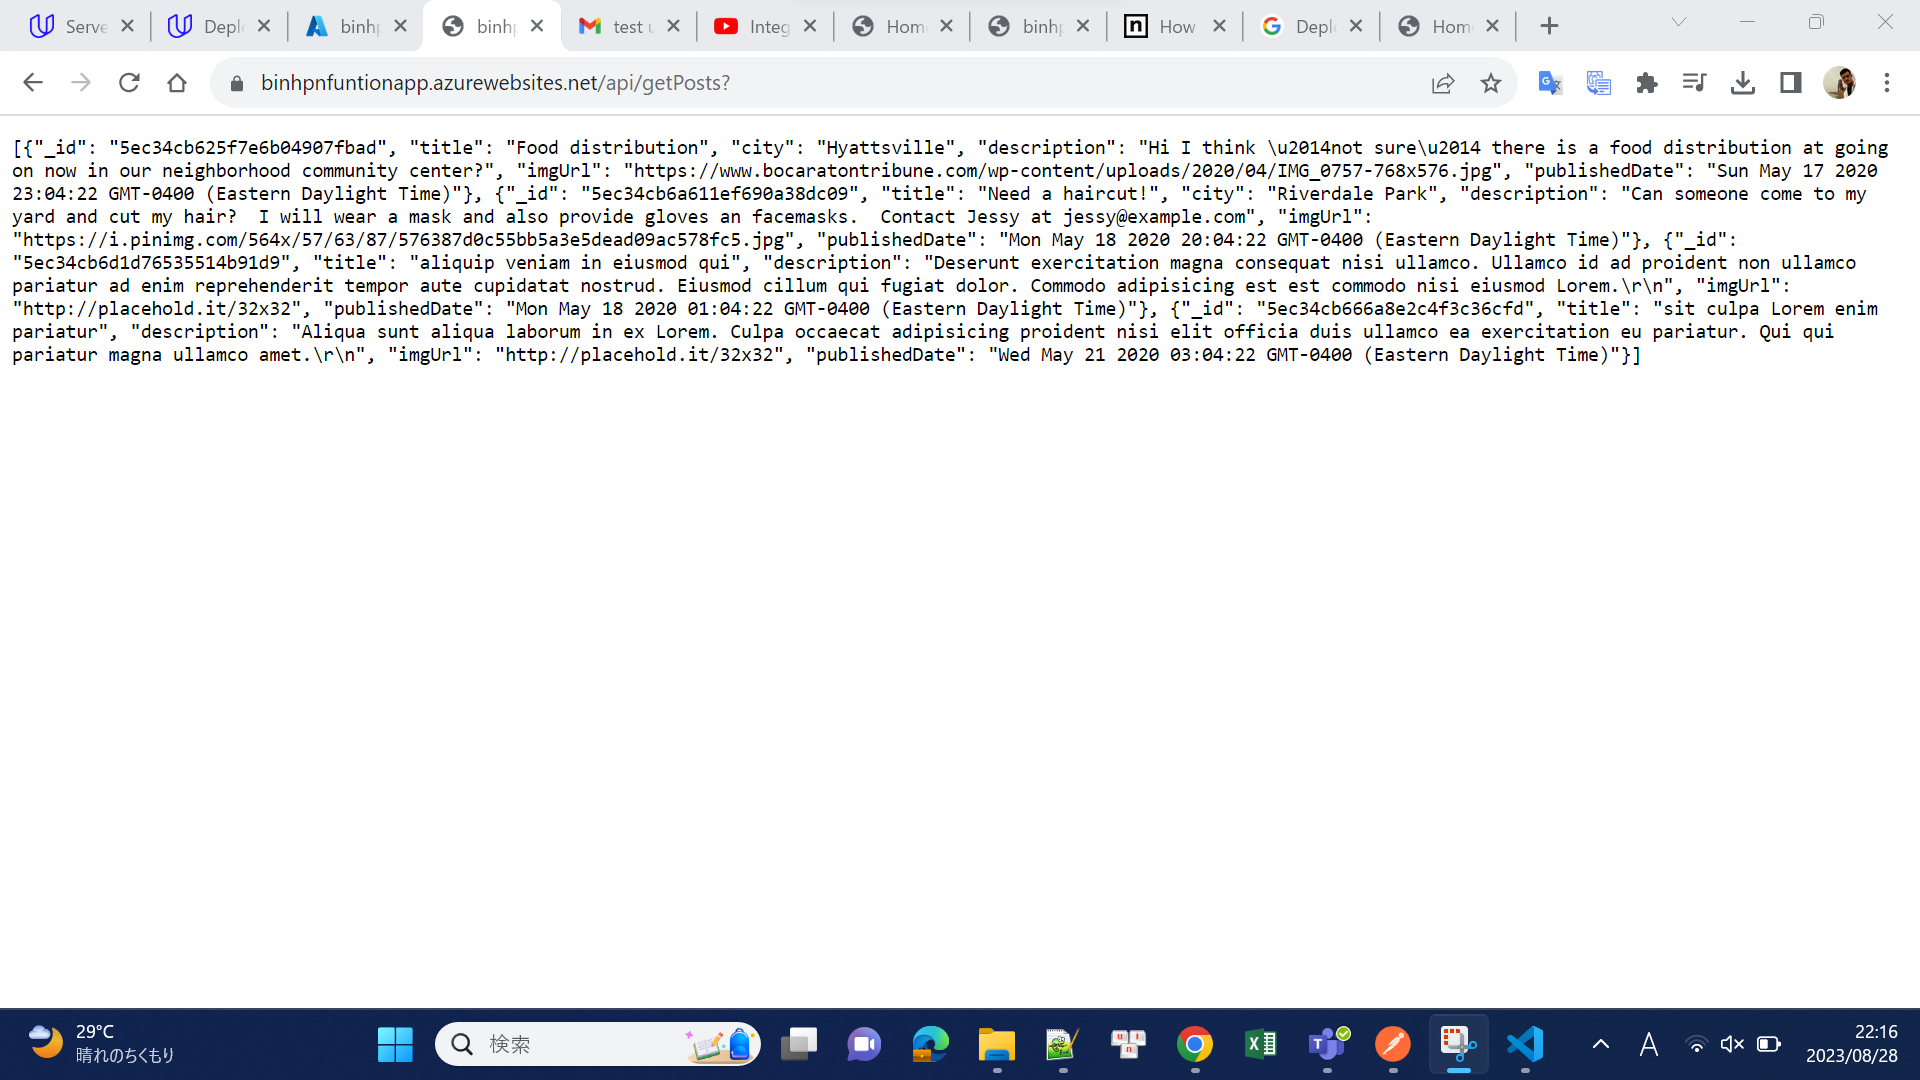 Serve
Deplo
binhp
binhp
test u
Integ
Home
binhp
How
Deplo
Home
binhpnfuntionapp.azurewebsites.net/api/getPosts?
[{"_id": "5ec34cb625f7e6b04907fbad", "title": "Food distribution", "city": "Hyattsville", "description": "Hi I think \u2014not sure\u2014 there is a food distribution at going
on now in our neighborhood community center?", "imgUrl": "https://www.bocaratontribune.com/wp-content/uploads/2020/04/IMG_0757-768x576.jpg", "publishedDate": "Sun May 17 2020
23:04:22 GMT-0400 (Eastern Daylight Time)"}, {"_id": "5ec34cb6a611ef690a38dc09", "title": "Need a haircut!", "city": "Riverdale Park", "description": "Can someone come to my
yard and cut my hair?  I will wear a mask and also provide gloves an facemasks.  Contact Jessy at jessy@example.com", "imgUrl":
"https://i.pinimg.com/564x/57/63/87/576387d0c55bb5a3e5dead09ac578fc5.jpg", "publishedDate": "Mon May 18 2020 20:04:22 GMT-0400 (Eastern Daylight Time)"}, {"_id":
"5ec34cb6d1d76535514b91d9", "title": "aliquip veniam in eiusmod qui", "description": "Deserunt exercitation magna consequat nisi ullamco. Ullamco id ad proident non ullamco
pariatur ad enim reprehenderit tempor aute cupidatat nostrud. Eiusmod cillum qui fugiat dolor. Commodo adipisicing est est commodo nisi eiusmod Lorem.\r\n", "imgUrl":
"http://placehold.it/32x32", "publishedDate": "Mon May 18 2020 01:04:22 GMT-0400 (Eastern Daylight Time)"}, {"_id": "5ec34cb666a8e2c4f3c36cfd", "title": "sit culpa Lorem enim
pariatur", "description": "Aliqua sunt aliqua laborum in ex Lorem. Culpa occaecat adipisicing proident nisi elit officia duis ullamco ea exercitation eu pariatur. Qui qui
pariatur magna ullamco amet.\r\n", "imgUrl": "http://placehold.it/32x32", "publishedDate": "Wed May 21 2020 03:04:22 GMT-0400 (Eastern Daylight Time)"}]
29°C
晴れのちくもり
検索
A
22:16
2023/08/28